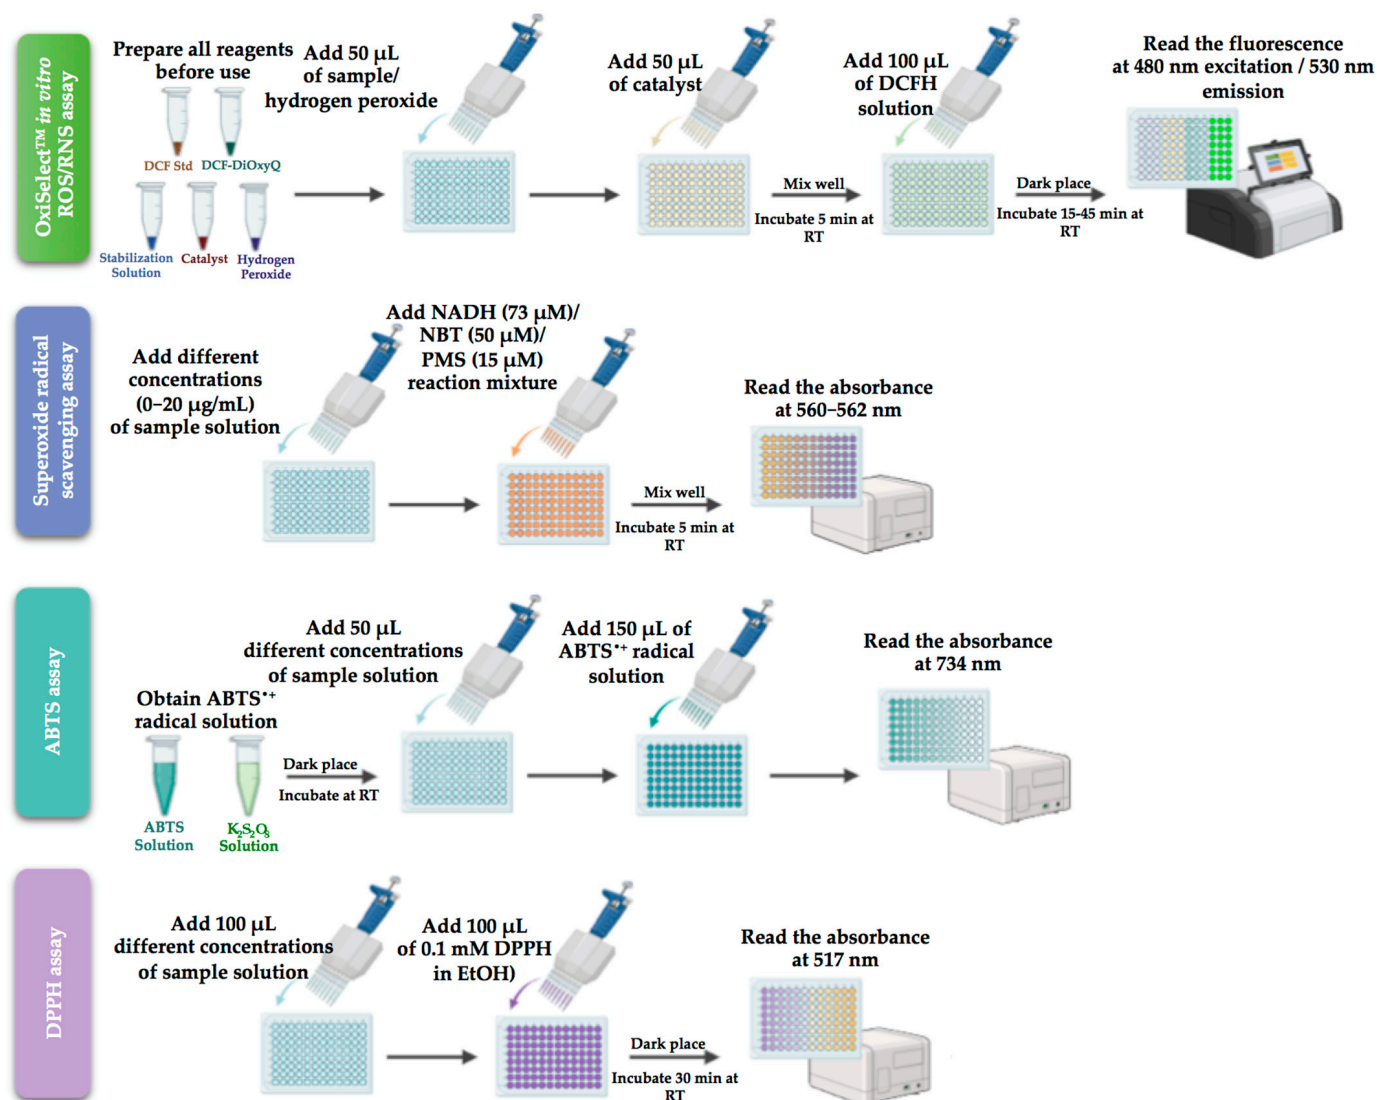 OxiSelect™ in vitro
ROS/RNS assay
Prepare all reagents
before use
DCF Std
DCF-DiOxyQ
Stabilization
Solution
Catalyst
Hydrogen
Peroxide
Add 50 µL
of sample/
hydrogen peroxide
Add 50 µL
of catalyst
Mix well
Incubate 5 min at
RT
Add 100 µL
of DCFH
solution
Dark place
Incubate 15-45 min at
RT
Read the fluorescence
at 480 nm excitation / 530 nm
emission
Superoxide radical
scavenging assay
Add different
concentrations
(0–20 µg/mL)
of sample solution
Add NADH (73 µM)/
NBT (50 µM)/
PMS (15 µM)
reaction mixture
Mix well
Incubate 5 min at
RT
Read the absorbance
at 560–562 nm
ABTS assay
Obtain ABTS•+
radical solution
ABTS
Solution
K2S2O8
Solution
Dark place
Incubate at RT
Add 50 µL
different concentrations
of sample solution
Add 150 µL of
ABTS•+ radical
solution
Read the absorbance
at 734 nm
DPPH assay
Add 100 µL
different concentrations
of sample solution
Add 100 µL
of 0.1 mM DPPH
in EtOH)
Dark place
Incubate 30 min at
RT
Read the absorbance
at 517 nm